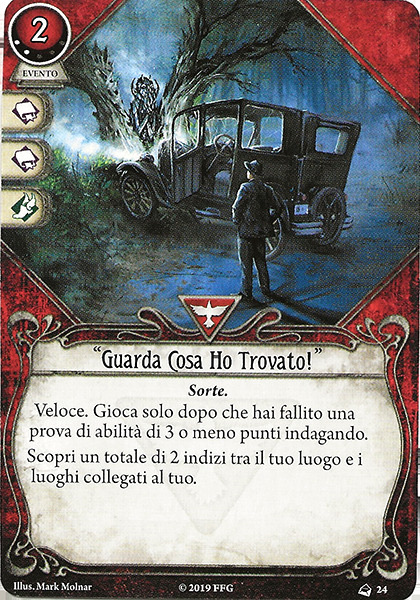 2
EVENTO
"Guarda Cosa Ho Trovato!"
Sorte.
Veloce. Gioca solo dopo che hai fallito una
prova di abilità di 3 o meno punti indagando.
Scopri un totale di 2 indizi tra il tuo luogo e i
luoghi collegati al tuo.
Illus. Mark Molnar
© 2019 FFG
24